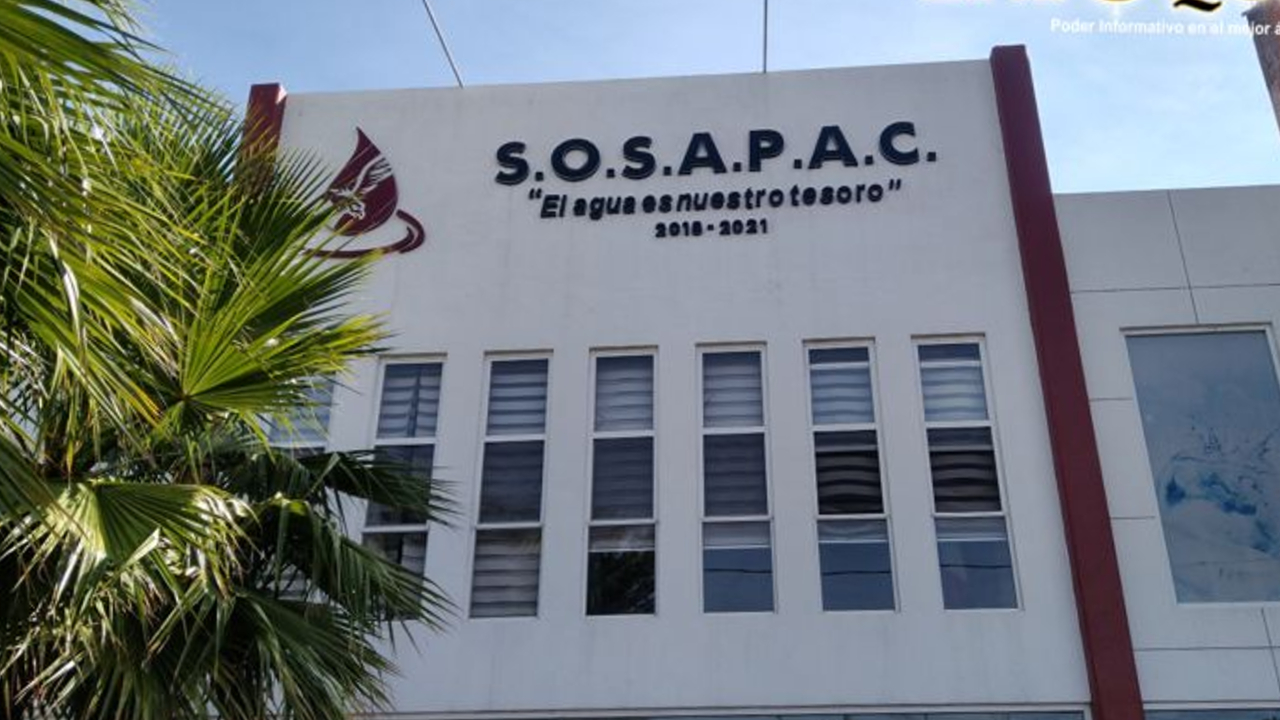 Poder Informativo en el mejor
S.O.S.A.P.A.C.
"El agua es nuestro tesoro"
2018-2021